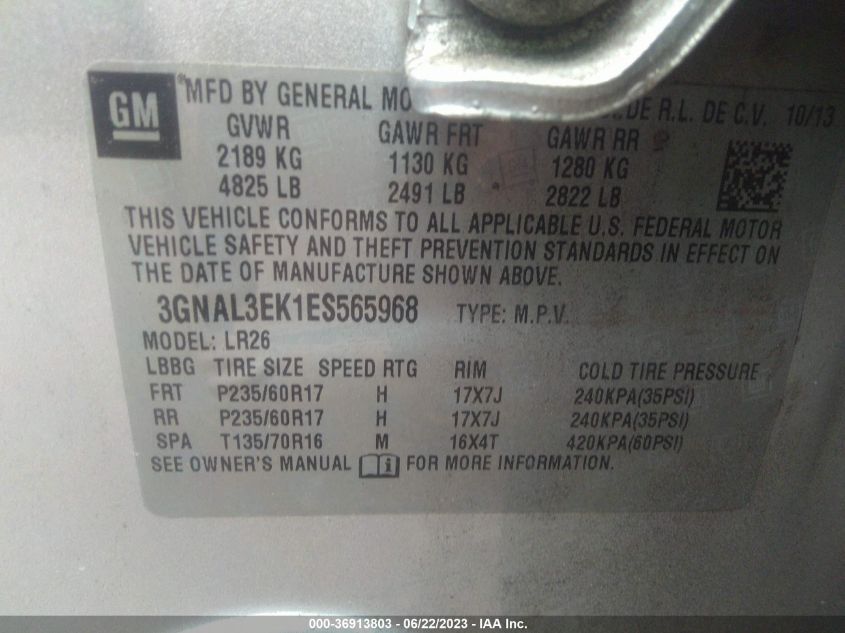 GM
® MFD BY GENERAL MO DE R.L. DE C.V. 10/13
GVWR GAWR FRT GAWR RR
2189 KG 1130 KG 1280 KG
4825 LB 2491 LB 2822 LB
THIS VEHICLE CONFORMS TO ALL APPLICABLE U.S. FEDERAL MOTOR
VEHICLE SAFETY AND THEFT PREVENTION STANDARDS IN EFFECT ON
THE DATE OF MANUFACTURE SHOWN ABOVE.
3GNAL3EK1ES565968 TYPE: M.P.V.
MODEL: LR26
LBBG TIRE SIZE SPEED RTG RIM COLD TIRE PRESSURE
FRT P235/60R17 H 17X7J 240KPA(35PSI)
RR P235/60R17 H 17X7J 240KPA(35PSI)
SPA T135/70R16 M 16X4T 420KPA(60PSI)
SEE OWNER'S MANUAL FOR MORE INFORMATION.
000-36913803 - 06/22/2023 - IAA Inc.